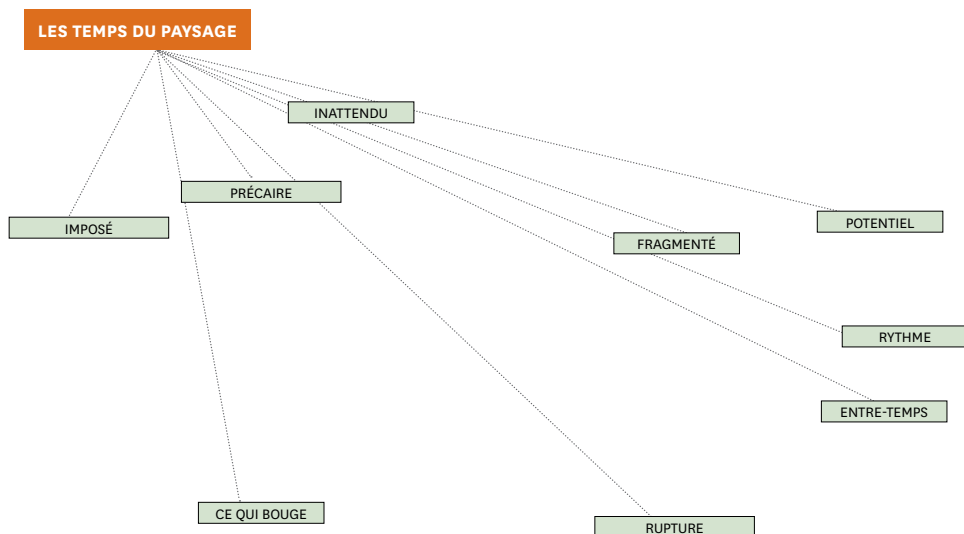 LES TEMPS DU PAYSAGE
INATTENDU
PRÉCAIRE
IMPOSÉ
POTENTIEL
FRAGMENTÉ
RYTHME
ENTRE-TEMPS
CE QUI BOUGE
RUPTURE